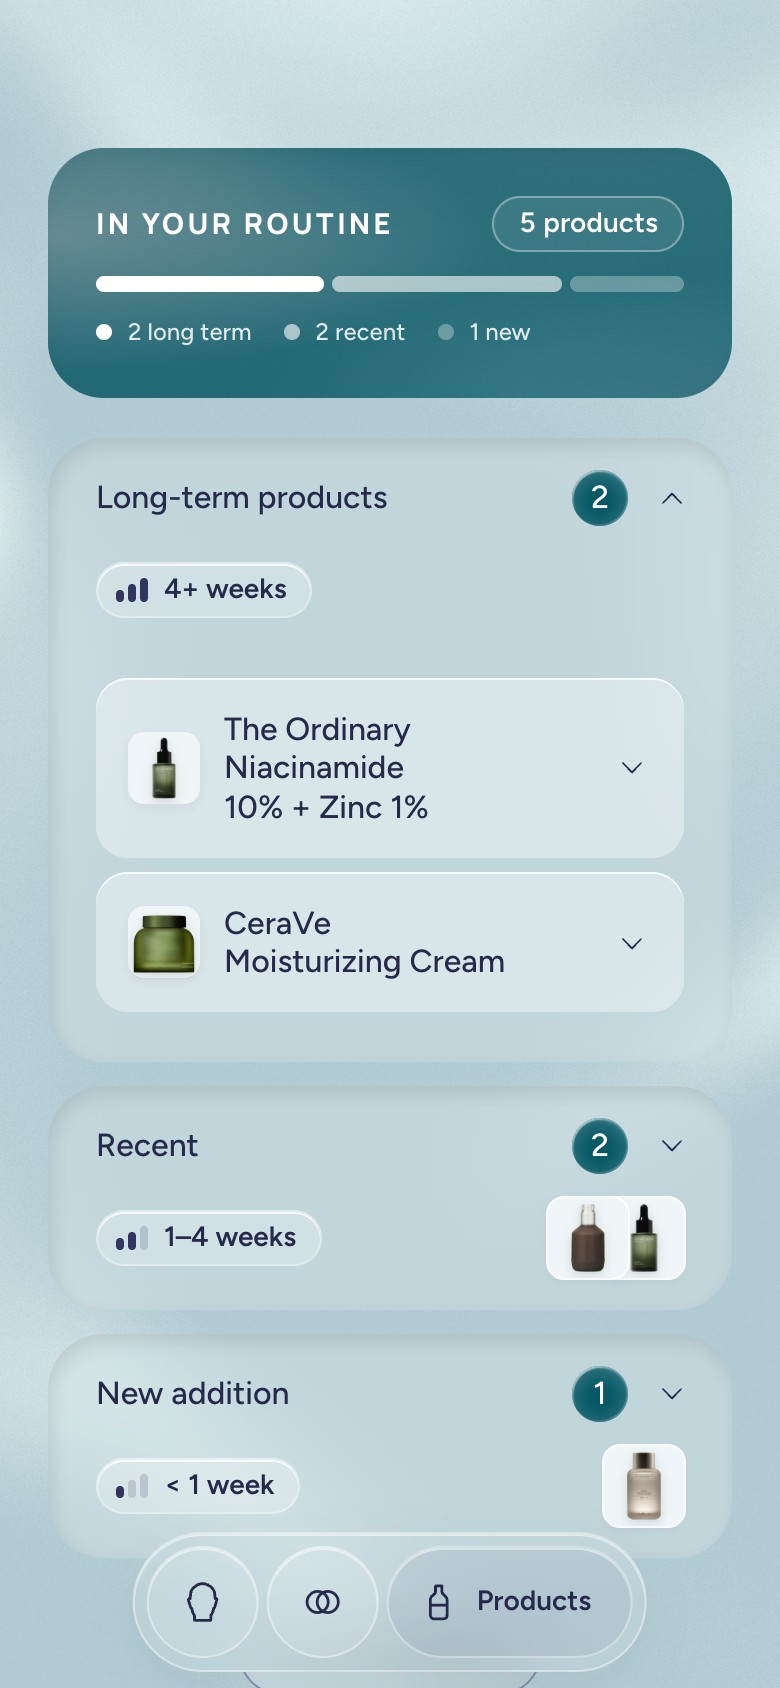 IN YOUR ROUTINE
5 products
2 long term
2 recent
1 new
Long-term products
2
4+ weeks
The Ordinary
Niacinamide
10% + Zinc 1%
CeraVe
Moisturizing Cream
Recent
2
1–4 weeks
New addition
1
< 1 week
Products